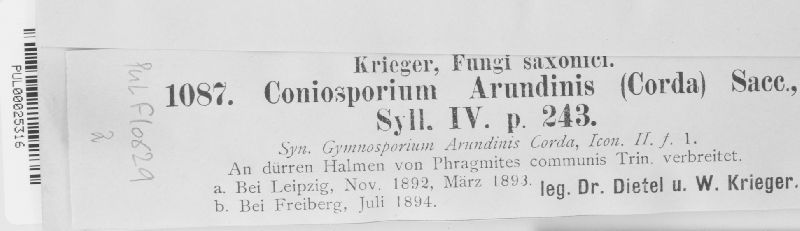 PUL00025316
PUL F10829
a
Krieger, Fungi saxonici.
1087. Coniosporium Arundinis (Corda) Sacc.,
Syll. IV. p. 243.
Syn. Gymnosporium Arundinis Corda, Icon. II. f. 1.
An dürren Halmen von Phragmites communis Trin. verbreitet.
a. Bei Leipzig, Nov. 1892, März 1893. leg. Dr. Dietel u. W. Krieger.
b. Bei Freiberg, Juli 1894.